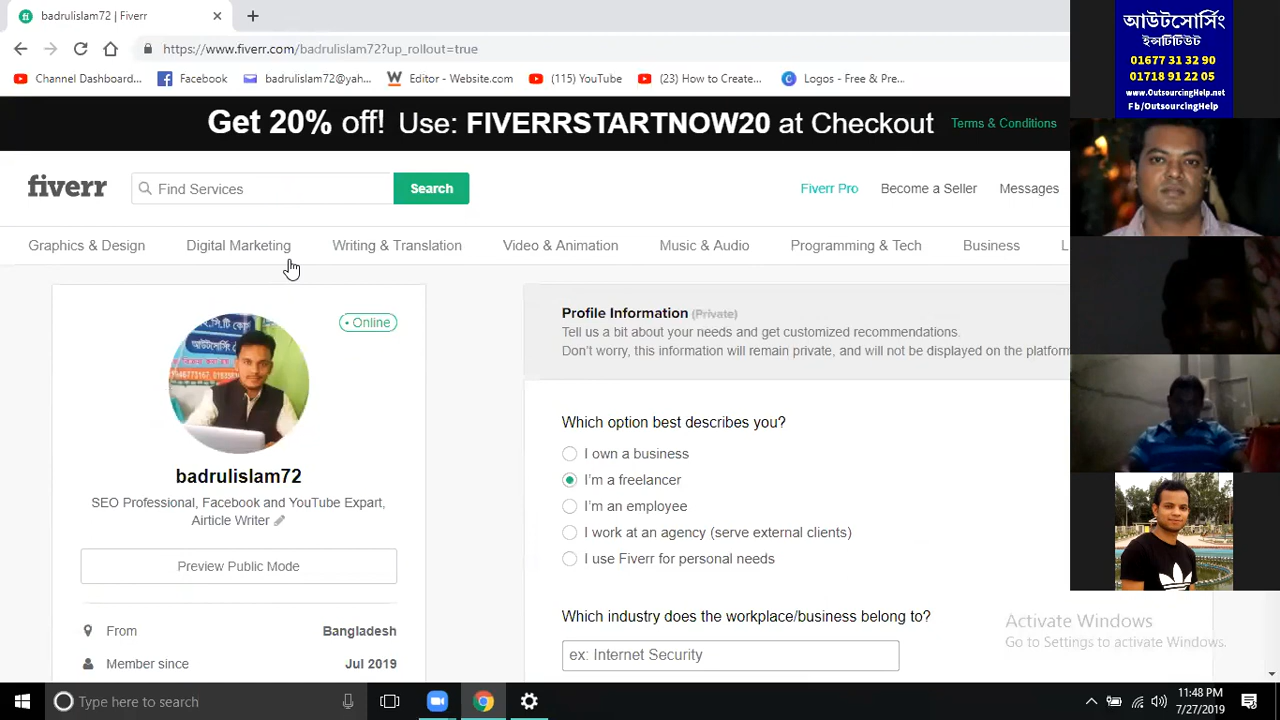 badrulislam72 | Fiverr
https://www.fiverr.com/badrulislam72?up_rollout=true
Channel Dashboard...
Facebook
badrulislam72@yah...
Editor - Website.com
(115) YouTube
(23) How to Create...
Logos - Free & Pre...
Get 20% off! Use: FIVERRSTARTNOW20 at Checkout
Terms & Conditions
fiverr
Find Services
Search
Fiverr Pro
Become a Seller
Messages
Graphics & Design
Digital Marketing
Writing & Translation
Video & Animation
Music & Audio
Programming & Tech
Business
L
• Online
badrulislam72
SEO Professional, Facebook and YouTube Expart,
Airticle Writer
Preview Public Mode
From
Bangladesh
Member since
Jul 2019
Profile Information (Private)
Tell us a bit about your needs and get customized recommendations.
Don't worry, this information will remain private, and will not be displayed on the platform
Which option best describes you?
I own a business
I'm a freelancer
I'm an employee
I work at an agency (serve external clients)
I use Fiverr for personal needs
Which industry does the workplace/business belong to?
ex: Internet Security
আউটসোর্সিং
ইন্সটিটিউট
01677 31 32 90
01718 91 22 05
www.OutsourcingHelp.net
Fb/OutsourcingHelp
Activate Windows
Go to Settings to activate Windows.
Type here to search
11:48 PM
7/27/2019